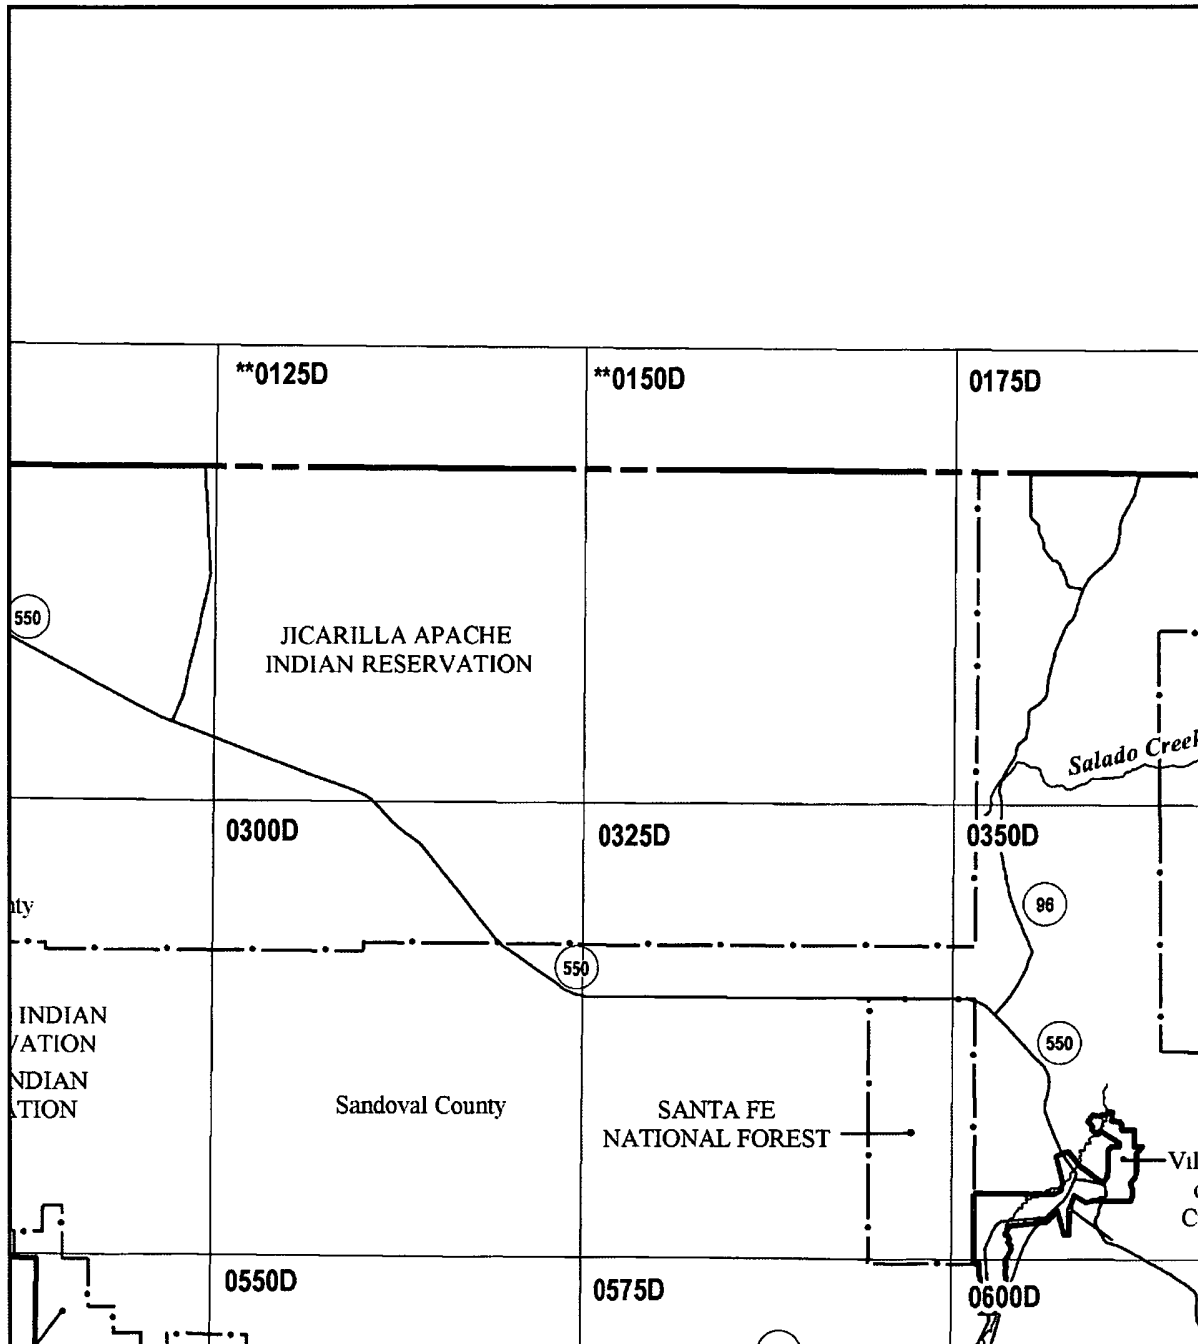 **0125D
**0150D
0175D
550
JICARILLA APACHE
INDIAN RESERVATION
Salado Creek
0300D
0325D
0350D
96
550
INDIAN
550
Sandoval County
SANTA FE
NATIONAL FOREST
0550D
0575D
0600D